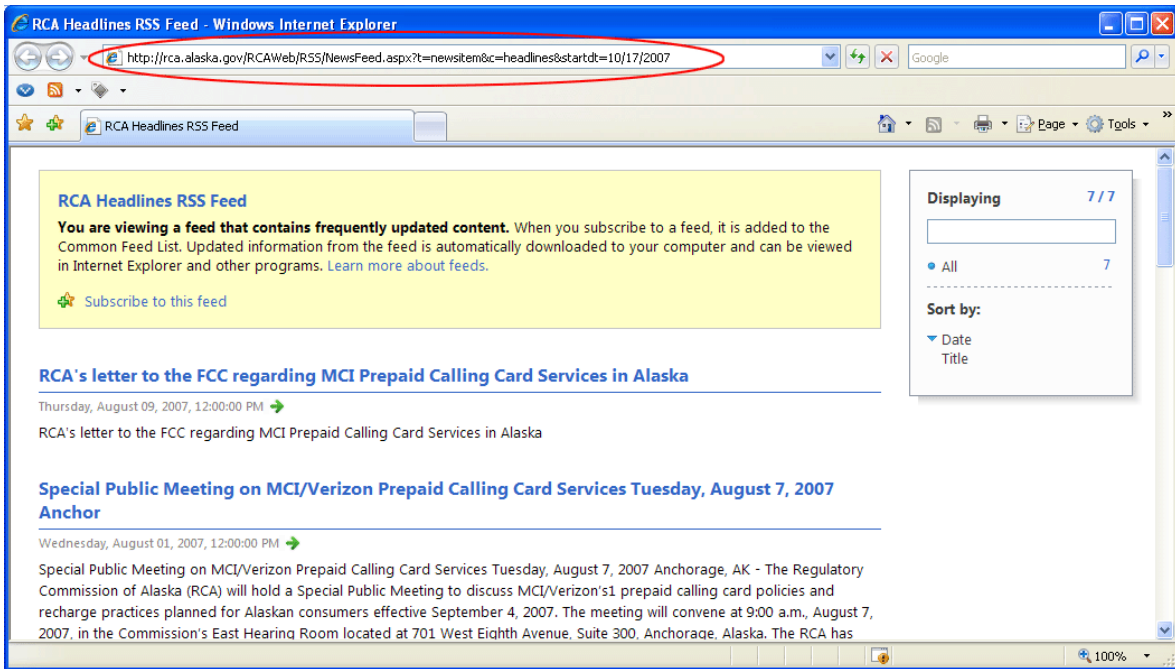 RCA Headlines RSS Feed - Windows Internet Explorer
http://rca.alaska.gov/RCAWeb/RSS/NewsFeed.aspx?t=newsitem&c=headlines&startdt=10/17/2007
Google
RCA Headlines RSS Feed
Page
Tools
»
RCA Headlines RSS Feed
You are viewing a feed that contains frequently updated content. When you subscribe to a feed, it is added to the
Common Feed List. Updated information from the feed is automatically downloaded to your computer and can be viewed
in Internet Explorer and other programs. Learn more about feeds.
Subscribe to this feed
Displaying 7 / 7
All 7
Sort by:
Date
Title
RCA's letter to the FCC regarding MCI Prepaid Calling Card Services in Alaska
Thursday, August 09, 2007, 12:00:00 PM
RCA's letter to the FCC regarding MCI Prepaid Calling Card Services in Alaska
Special Public Meeting on MCI/Verizon Prepaid Calling Card Services Tuesday, August 7, 2007
Anchor
Wednesday, August 01, 2007, 12:00:00 PM
Special Public Meeting on MCI/Verizon Prepaid Calling Card Services Tuesday, August 7, 2007 Anchorage, AK - The Regulatory
Commission of Alaska (RCA) will hold a Special Public Meeting to discuss MCI/Verizon's1 prepaid calling card policies and
recharge practices planned for Alaskan consumers effective September 4, 2007. The meeting will convene at 9:00 a.m., August 7,
2007, in the Commission's East Hearing Room located at 701 West Eighth Avenue, Suite 300, Anchorage, Alaska. The RCA has
100%